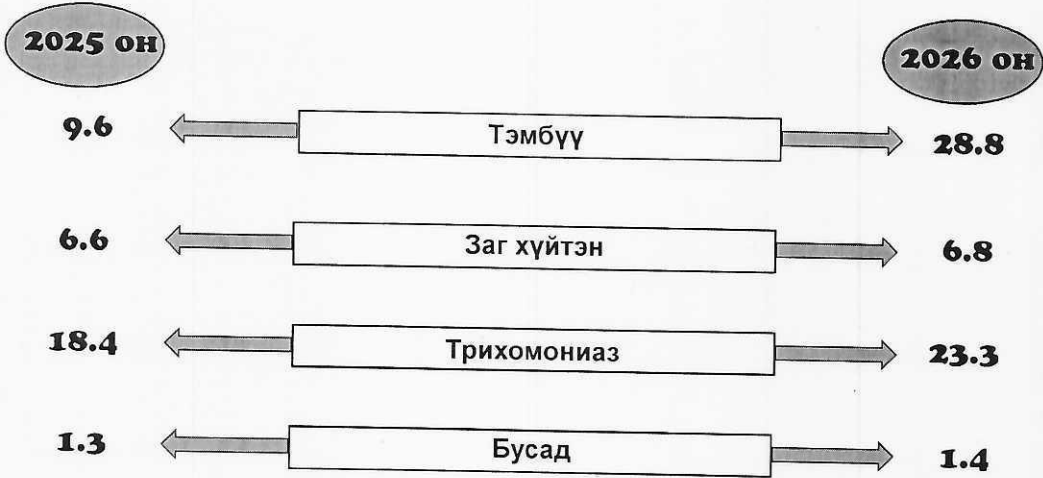 2025 он
2026 он
9.6 Тэмбүү 28.8
6.6 Заг хүйтэн 6.8
18.4 Трихомониаз 23.3
1.3 Бусад 1.4